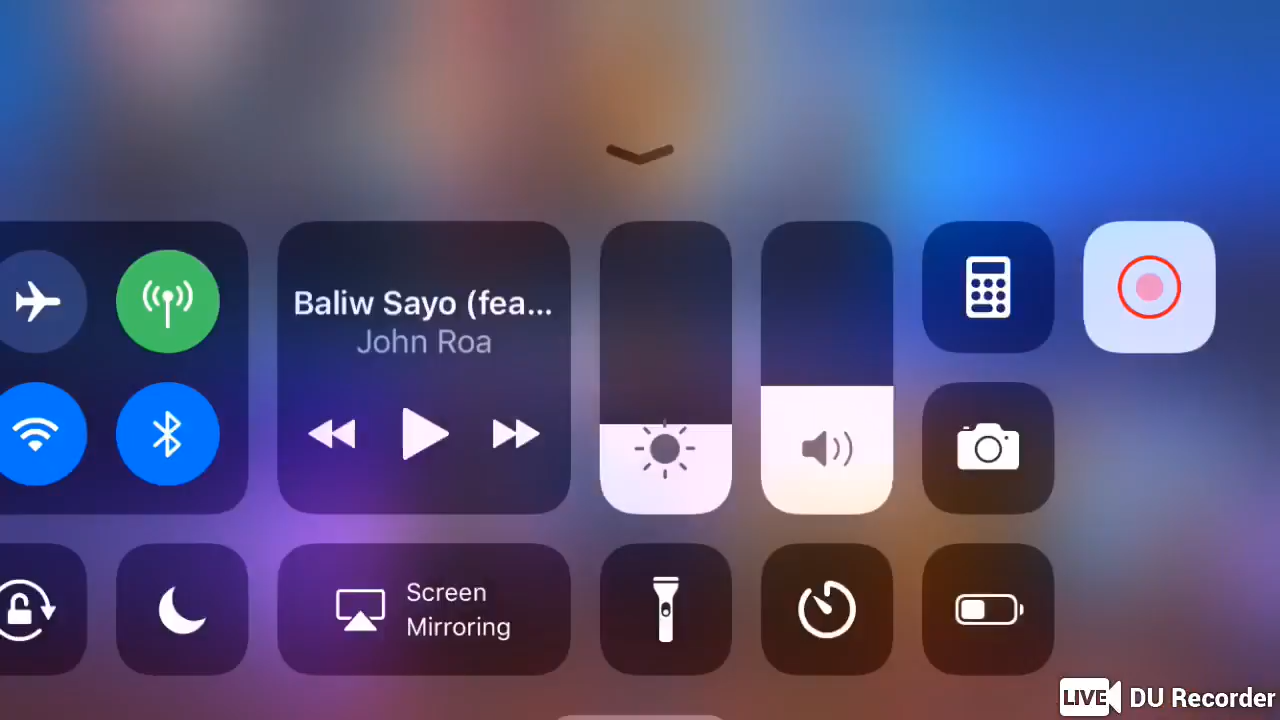 Baliw Sayo (fea...
John Roa
Screen
Mirroring
LIVE DU Recorder